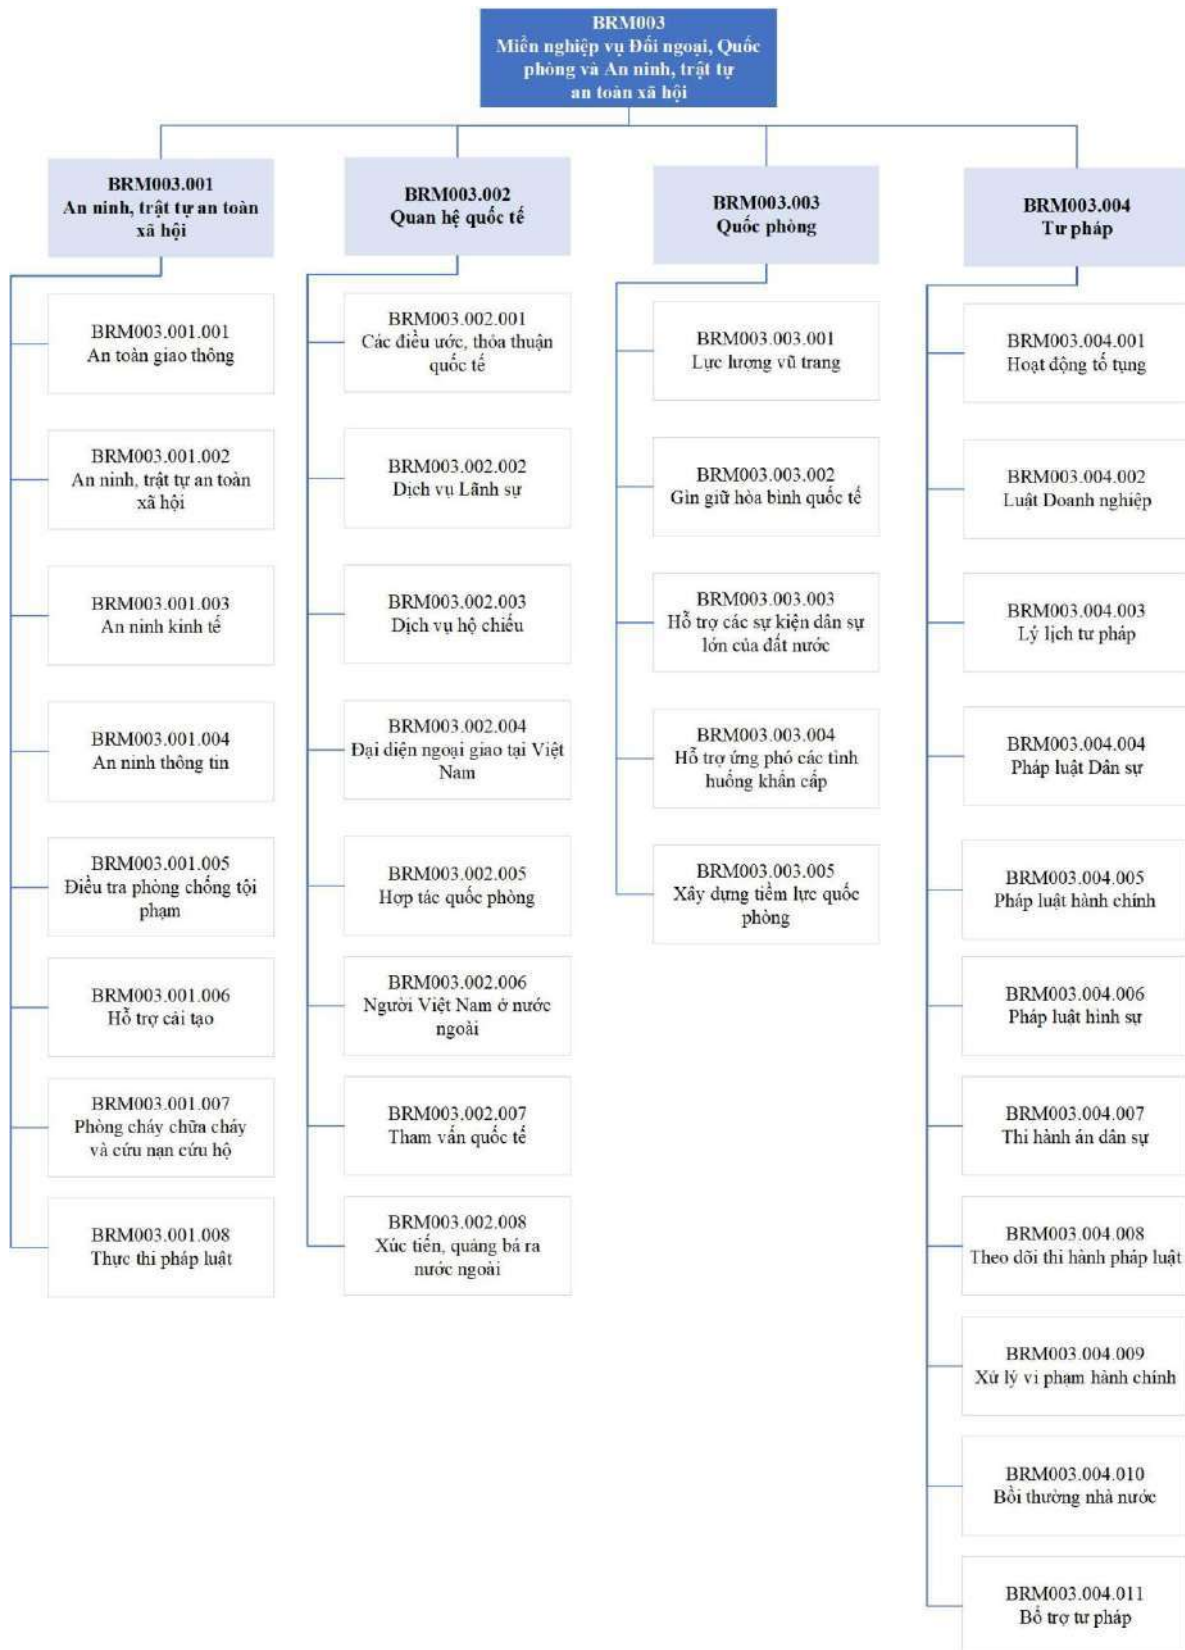 BRM003
Miền nghiệp vụ Đối ngoại, Quốc
phòng và An ninh, trật tự
an toàn xã hội
BRM003.001
An ninh, trật tự an toàn
xã hội
BRM003.001.001
An toàn giao thông
BRM003.001.002
An ninh, trật tự an toàn
xã hội
BRM003.001.003
An ninh kinh tế
BRM003.001.004
An ninh thông tin
BRM003.001.005
Điều tra phòng chống tội
phạm
BRM003.001.006
Hỗ trợ cải tạo
BRM003.001.007
Phòng cháy chữa cháy
và cứu nạn cứu hộ
BRM003.001.008
Thực thi pháp luật
BRM003.002
Quan hệ quốc tế
BRM003.002.001
Các điều ước, thỏa thuận
quốc tế
BRM003.002.002
Dịch vụ Lãnh sự
BRM003.002.003
Dịch vụ hộ chiếu
BRM003.002.004
Đại diện ngoại giao tại Việt
Nam
BRM003.002.005
Hợp tác quốc phòng
BRM003.002.006
Người Việt Nam ở nước
ngoài
BRM003.002.007
Tham vấn quốc tế
BRM003.002.008
Xúc tiến, quảng bá ra
nước ngoài
BRM003.003
Quốc phòng
BRM003.003.001
Lực lượng vũ trang
BRM003.003.002
Gìn giữ hòa bình quốc tế
BRM003.003.003
Hỗ trợ các sự kiện dân sự
lớn của đất nước
BRM003.003.004
Hỗ trợ ứng phó các tình
huống khẩn cấp
BRM003.003.005
Xây dựng tiềm lực quốc
phòng
BRM003.004
Tư pháp
BRM003.004.001
Hoạt động tố tụng
BRM003.004.002
Luật Doanh nghiệp
BRM003.004.003
Lý lịch tư pháp
BRM003.004.004
Pháp luật Dân sự
BRM003.004.005
Pháp luật hành chính
BRM003.004.006
Pháp luật hình sự
BRM003.004.007
Thi hành án dân sự
BRM003.004.008
Theo dõi thi hành pháp luật
BRM003.004.009
Xử lý vi phạm hành chính
BRM003.004.010
Bồi thường nhà nước
BRM003.004.011
Bổ trợ tư pháp